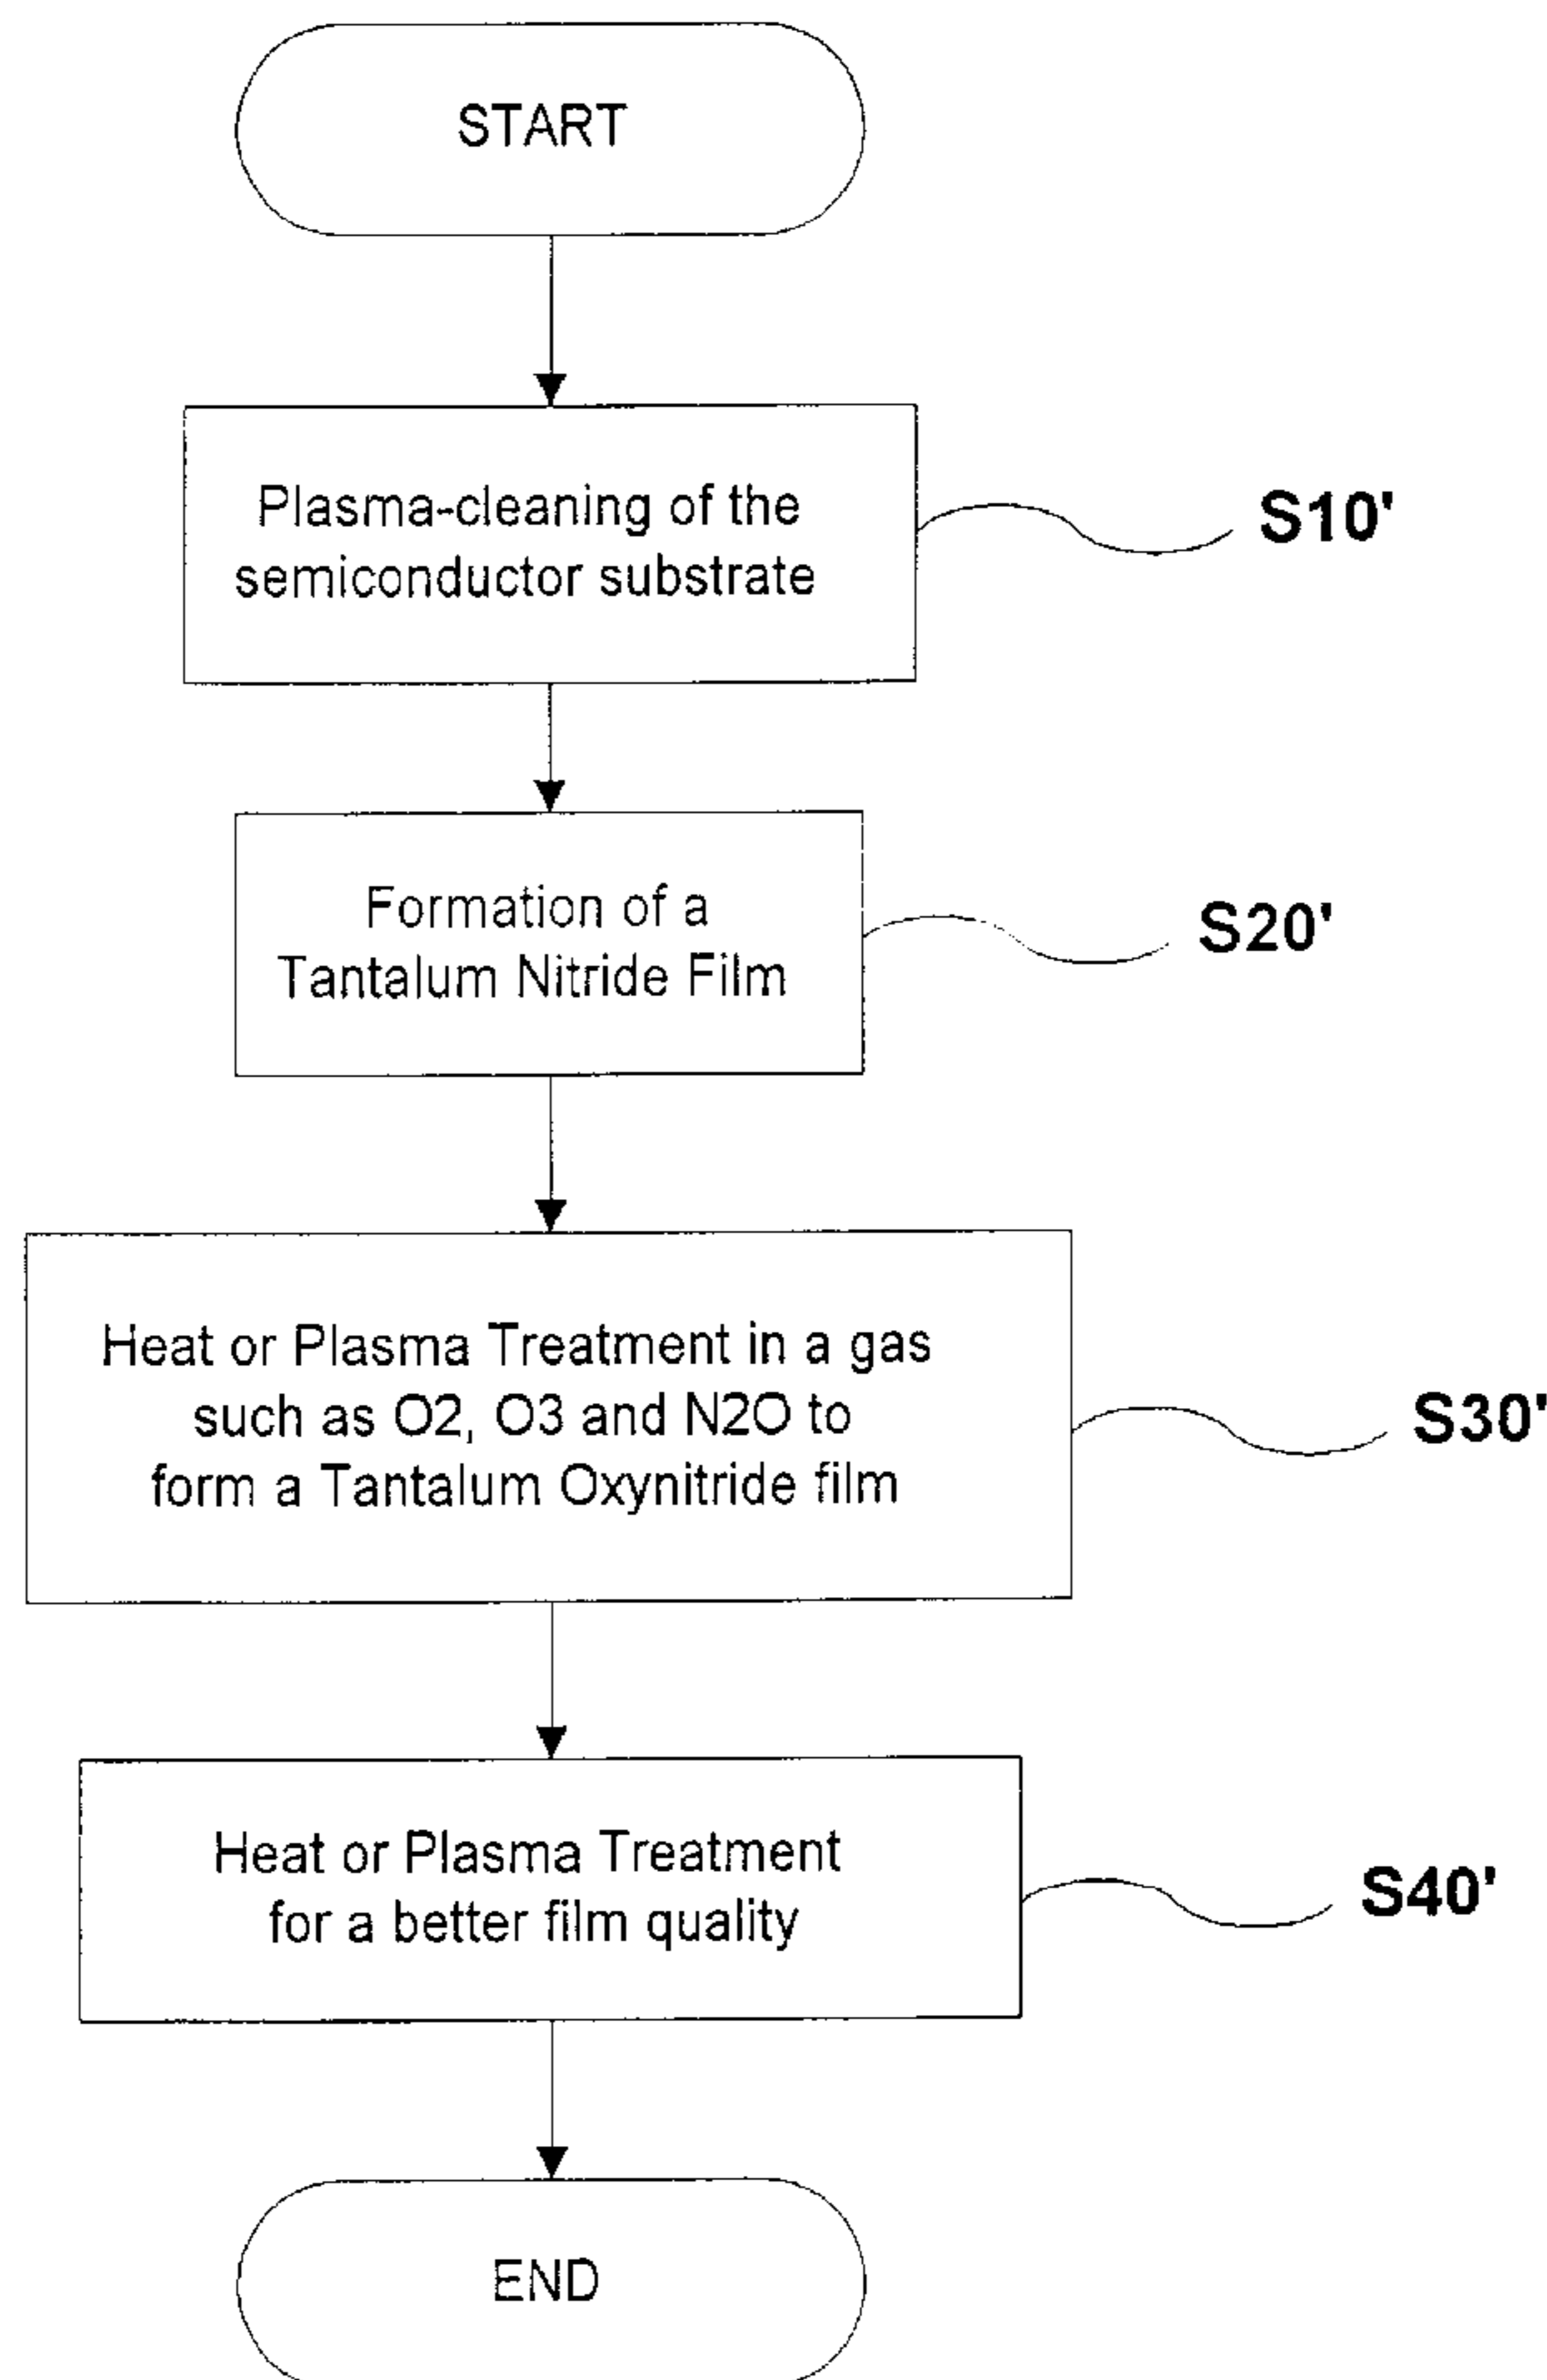 START
Plasma-cleaning of the
semiconductor substrate
S10'
Formation of a
Tantalum Nitride Film
S20'
Heat or Plasma Treatment in a gas
such as O2, O3 and N2O to
form a Tantalum Oxynitride film
S30'
Heat or Plasma Treatment
for a better film quality
S40'
END